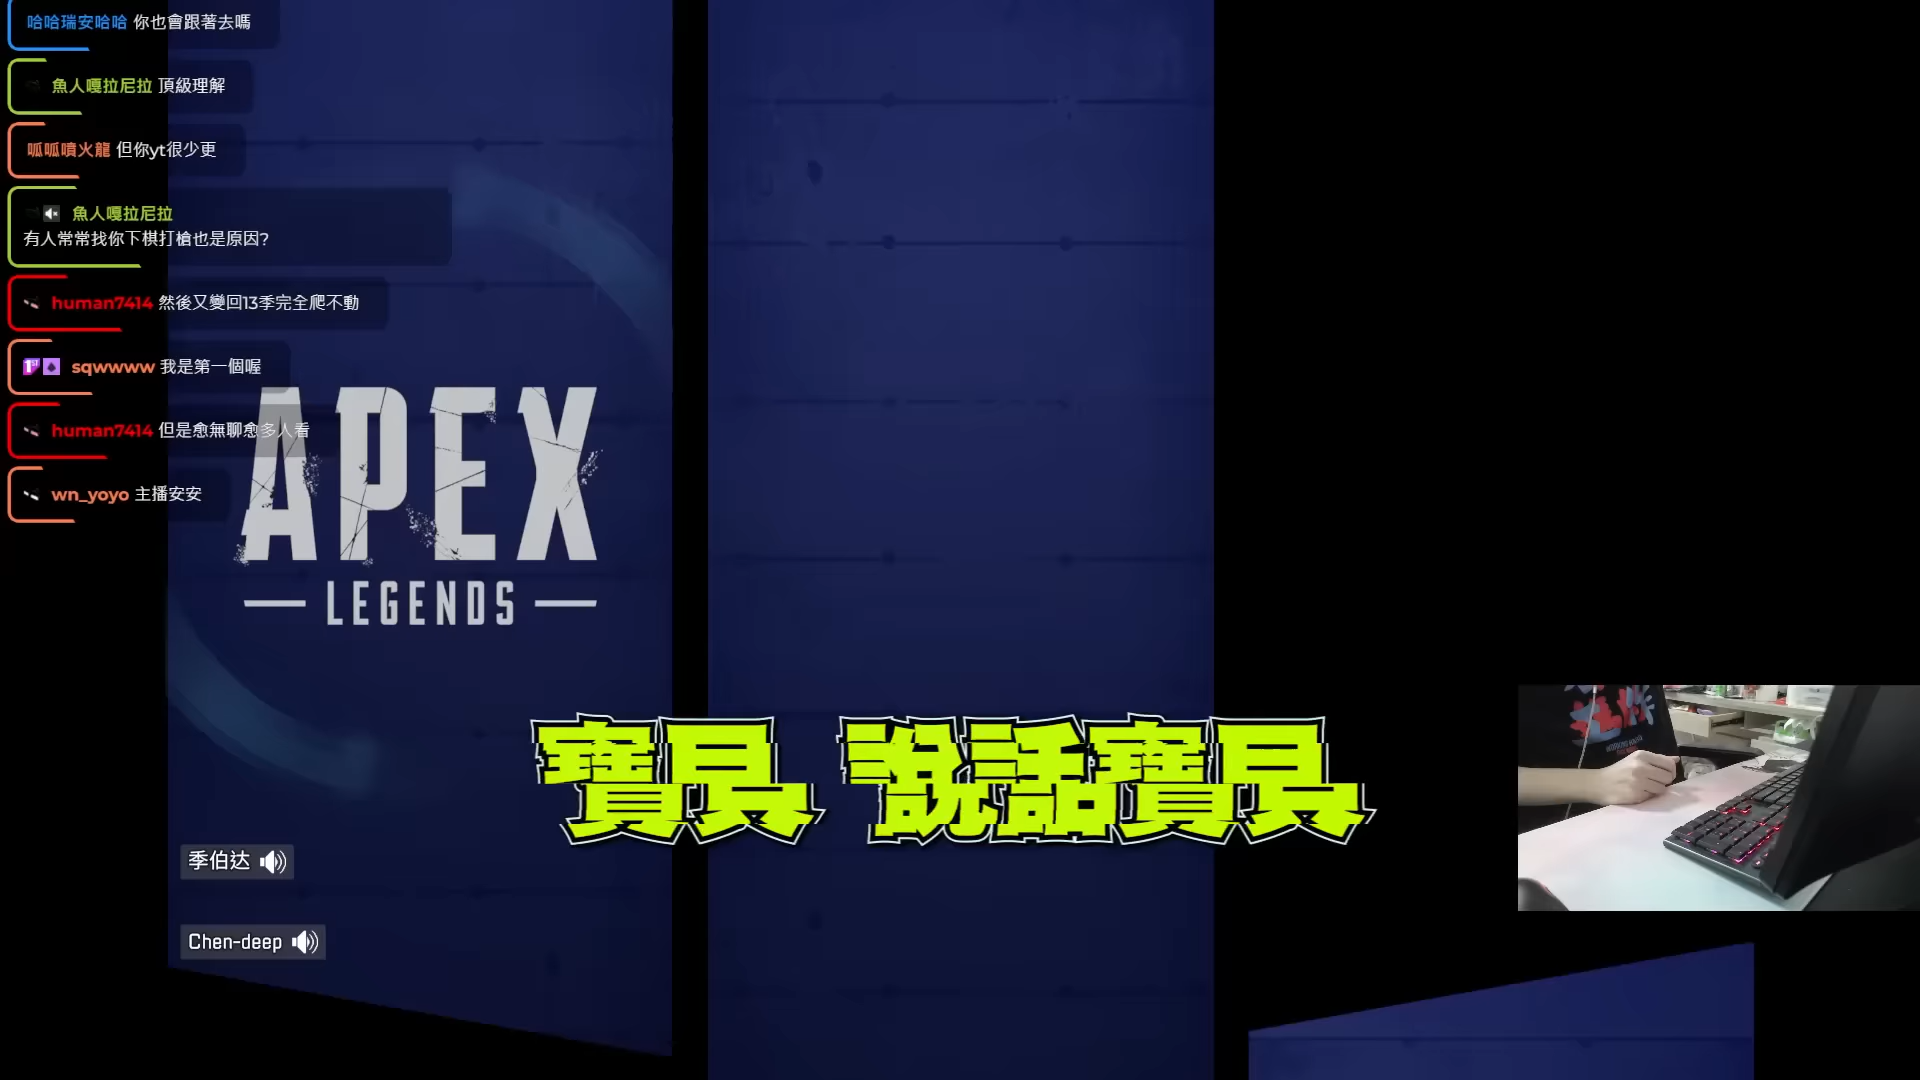 哈哈瑞安哈哈 你也會跟著去嗎
魚人嘎拉尼拉 頂級理解
呱呱噴火龍 但你yt很少更
魚人嘎拉尼拉
有人常常找你下棋打槍也是原因?
human7414 然後又變回13季完全爬不動
sqwwww 我是第一個喔
human7414 但是愈無聊愈多人看
wn_yoyo 主播安安
APEX
LEGENDS
寶貝 說話寶貝
季伯达
Chen-deep